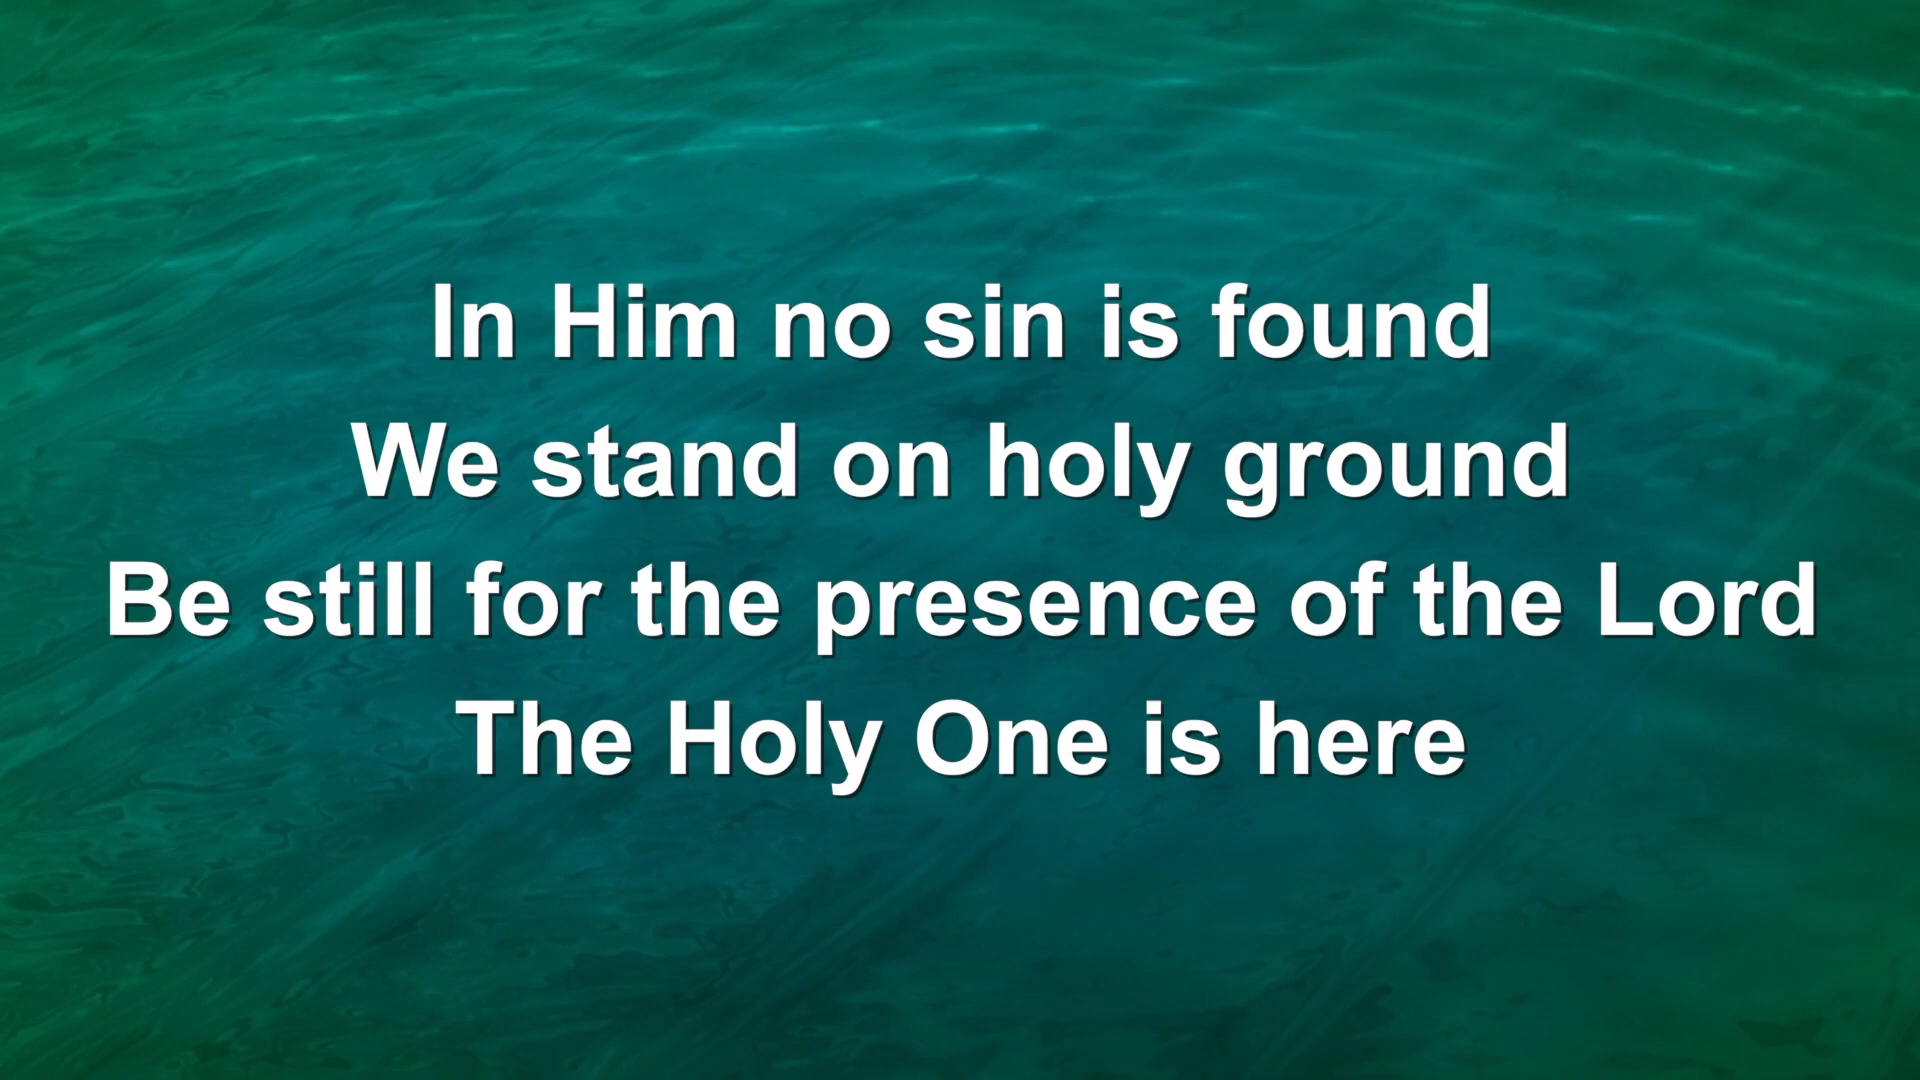 In Him no sin is found
We stand on holy ground
Be still for the presence of the Lord
The Holy One is here